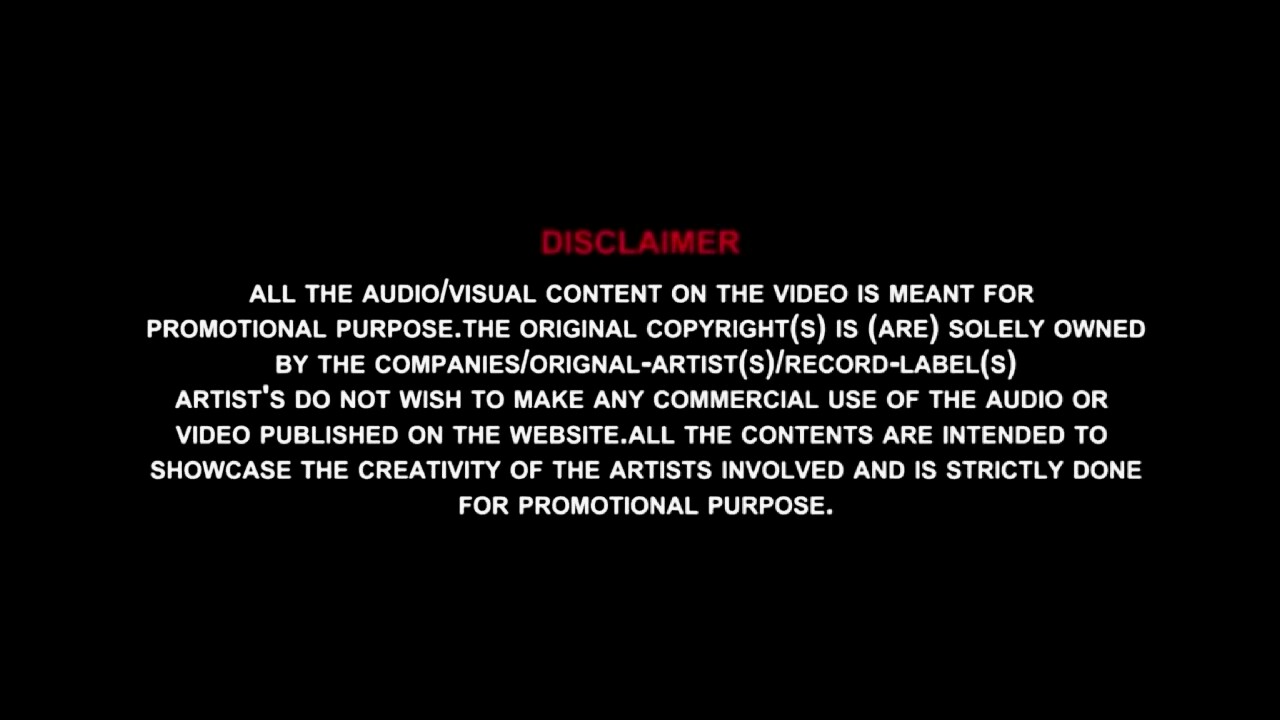 DISCLAIMER
ALL THE AUDIO/VISUAL CONTENT ON THE VIDEO IS MEANT FOR
PROMOTIONAL PURPOSE.THE ORIGINAL COPYRIGHT(S) IS (ARE) SOLELY OWNED
BY THE COMPANIES/ORIGNAL-ARTIST(S)/RECORD-LABEL(S)
ARTIST'S DO NOT WISH TO MAKE ANY COMMERCIAL USE OF THE AUDIO OR
VIDEO PUBLISHED ON THE WEBSITE.ALL THE CONTENTS ARE INTENDED TO
SHOWCASE THE CREATIVITY OF THE ARTISTS INVOLVED AND IS STRICTLY DONE
FOR PROMOTIONAL PURPOSE.